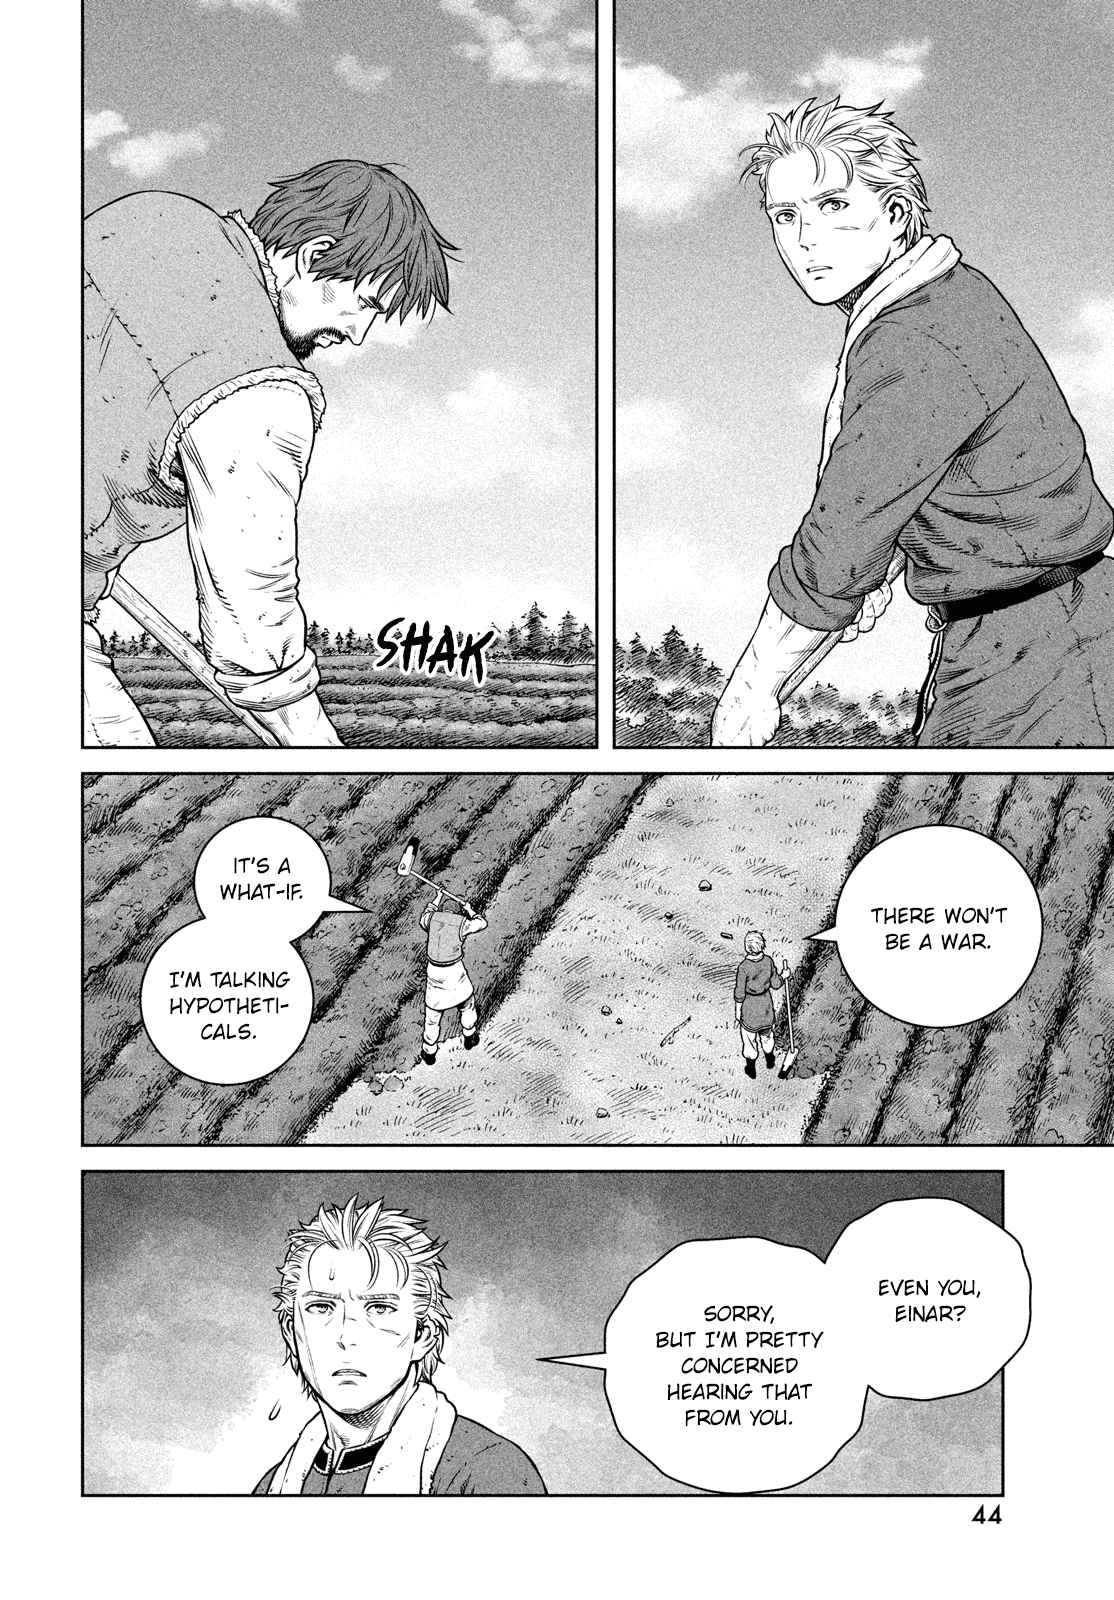 SHAK
THERE WON'T
BE A WAR.
IT'S A
WHAT-IF.
I'M TALKING
HYPOTHETI-
CALS.
EVEN YOU,
EINAR?
SORRY,
BUT I'M PRETTY
CONCERNED
HEARING THAT
FROM YOU.
44